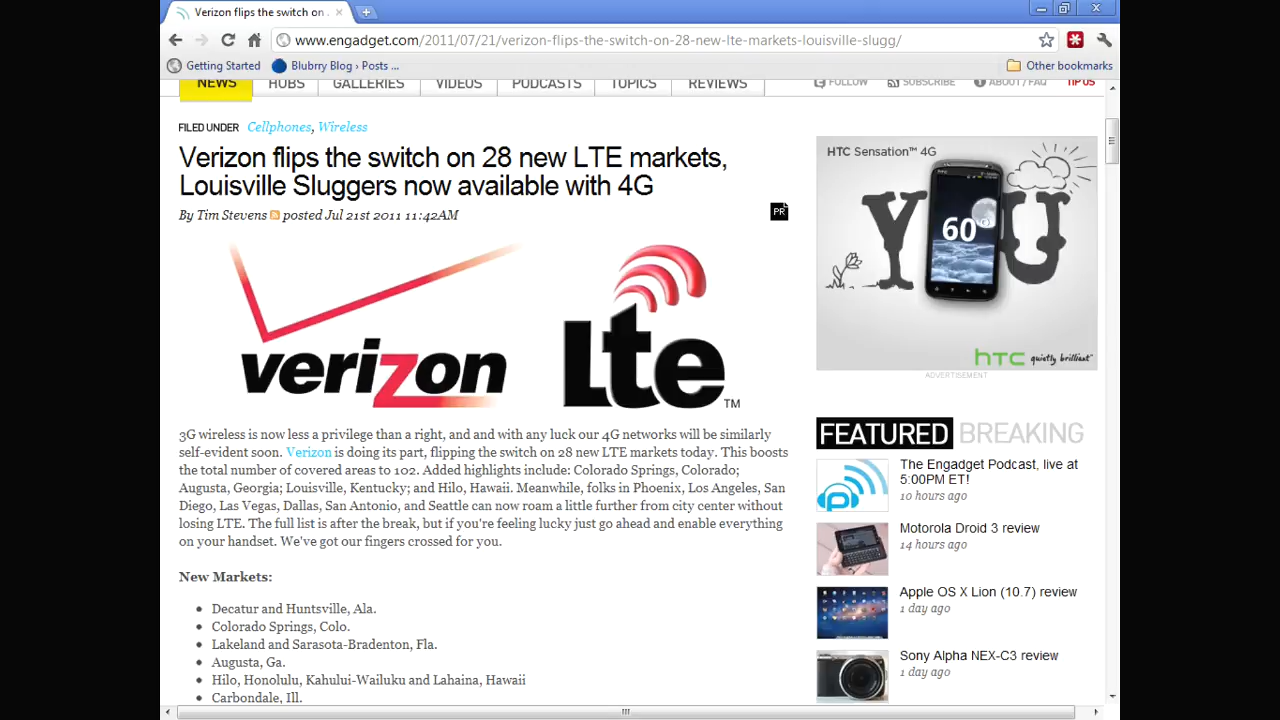 Verizon flips the switch on .
www.engadget.com/2011/07/21/verizon-flips-the-switch-on-28-new-lte-markets-louisville-slugg/
Getting Started
Blubrry Blog › Posts ...
Other bookmarks
NEWS HUBS GALLERIES VIDEOS PODCASTS TOPICS REVIEWS
FOLLOW SUBSCRIBE ABOUT / FAQ TIP US
FILED UNDER Cellphones, Wireless
Verizon flips the switch on 28 new LTE markets,
Louisville Sluggers now available with 4G
By Tim Stevens posted Jul 21st 2011 11:42AM
PR
verizon
Lte
TM
3G wireless is now less a privilege than a right, and and with any luck our 4G networks will be similarly
self-evident soon. Verizon is doing its part, flipping the switch on 28 new LTE markets today. This boosts
the total number of covered areas to 102. Added highlights include: Colorado Springs, Colorado;
Augusta, Georgia; Louisville, Kentucky; and Hilo, Hawaii. Meanwhile, folks in Phoenix, Los Angeles, San
Diego, Las Vegas, Dallas, San Antonio, and Seattle can now roam a little further from city center without
losing LTE. The full list is after the break, but if you're feeling lucky just go ahead and enable everything
on your handset. We've got our fingers crossed for you.
New Markets:
Decatur and Huntsville, Ala.
Colorado Springs, Colo.
Lakeland and Sarasota-Bradenton, Fla.
Augusta, Ga.
Hilo, Honolulu, Kahului-Wailuku and Lahaina, Hawaii
Carbondale, Ill.
HTC Sensation™ 4G
YOU
60°
htc quietly brilliant™
ADVERTISEMENT
FEATURED BREAKING
The Engadget Podcast, live at
5:00PM ET!
10 hours ago
Motorola Droid 3 review
14 hours ago
Apple OS X Lion (10.7) review
1 day ago
Sony Alpha NEX-C3 review
1 day ago